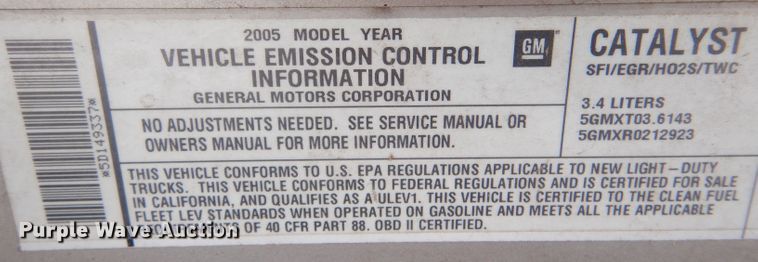 2005 MODEL YEAR
VEHICLE EMISSION CONTROL
INFORMATION
GENERAL MOTORS CORPORATION
GM
CATALYST
SFI/EGR/HO2S/TWC
3.4 LITERS
5GMXT03.6143
5GMXR0212923
NO ADJUSTMENTS NEEDED. SEE SERVICE MANUAL OR
OWNERS MANUAL FOR MORE INFORMATION.
THIS VEHICLE CONFORMS TO U.S. EPA REGULATIONS APPLICABLE TO NEW LIGHT-DUTY
TRUCKS. THIS VEHICLE CONFORMS TO FEDERAL REGULATIONS AND IS CERTIFIED FOR SALE
IN CALIFORNIA, AND QUALIFIES AS A ULEV1. THIS VEHICLE IS CERTIFIED TO THE CLEAN FUEL
FLEET LEV STANDARDS WHEN OPERATED ON GASOLINE AND MEETS ALL THE APPLICABLE
OF 40 CFR PART 88. OBD II CERTIFIED.
*5D149337*
Purple Wave Auction